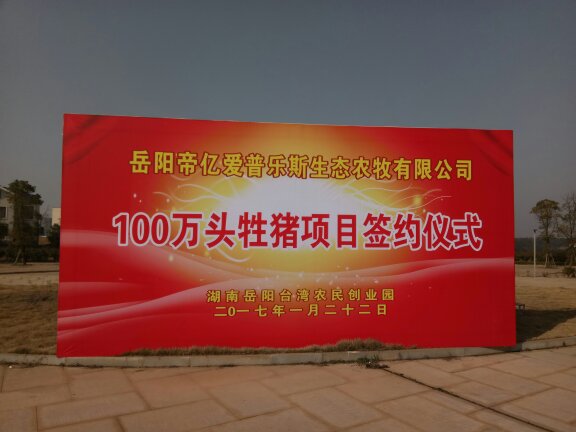 岳阳帝亿爱普乐斯生态农牧有限公司
100万头牲猪项目签约仪式
湖南岳阳台湾农民创业园
二0一七年一月二十二日